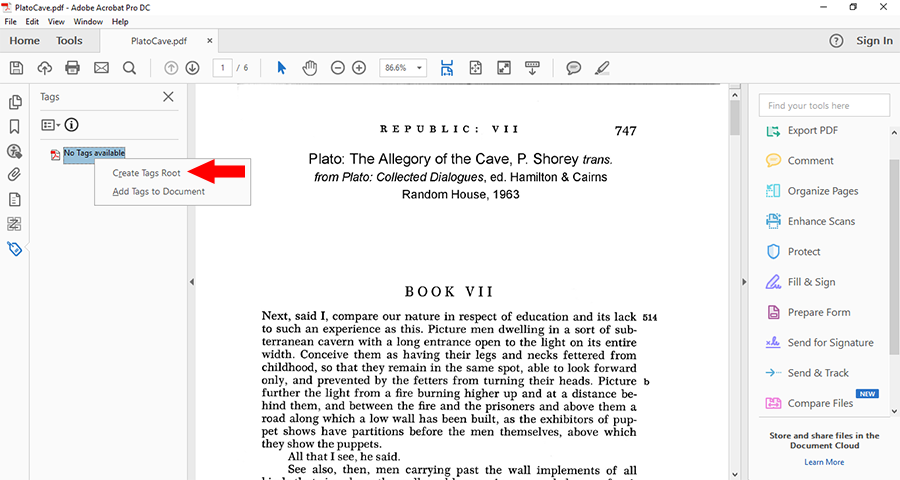 PlatoCave.pdf - Adobe Acrobat Pro DC
File Edit View Window Help
Home Tools PlatoCave.pdf × Sign In
1 / 6 86.6%
Tags
No Tags available
Create Tags Root
Add Tags to Document
REPUBLIC: VII 747
Plato: The Allegory of the Cave, P. Shorey trans.
from Plato: Collected Dialogues, ed. Hamilton & Cairns
Random House, 1963
BOOK VII
Next, said I, compare our nature in respect of education and its lack 514
to such an experience as this. Picture men dwelling in a sort of sub-
terranean cavern with a long entrance open to the light on its entire
width. Conceive them as having their legs and necks fettered from
childhood, so that they remain in the same spot, able to look forward
only, and prevented by the fetters from turning their heads. Picture b
further the light from a fire burning higher up and at a distance be-
hind them, and between the fire and the prisoners and above them a
road along which a low wall has been built, as the exhibitors of pup-
pet shows have partitions before the men themselves, above which
they show the puppets.
All that I see, he said.
See also, then, men carrying past the wall implements of all
Find your tools here
Export PDF
Comment
Organize Pages
Enhance Scans
Protect
Fill & Sign
Prepare Form
Send for Signature
Send & Track
NEW
Compare Files
Store and share files in the
Document Cloud
Learn More